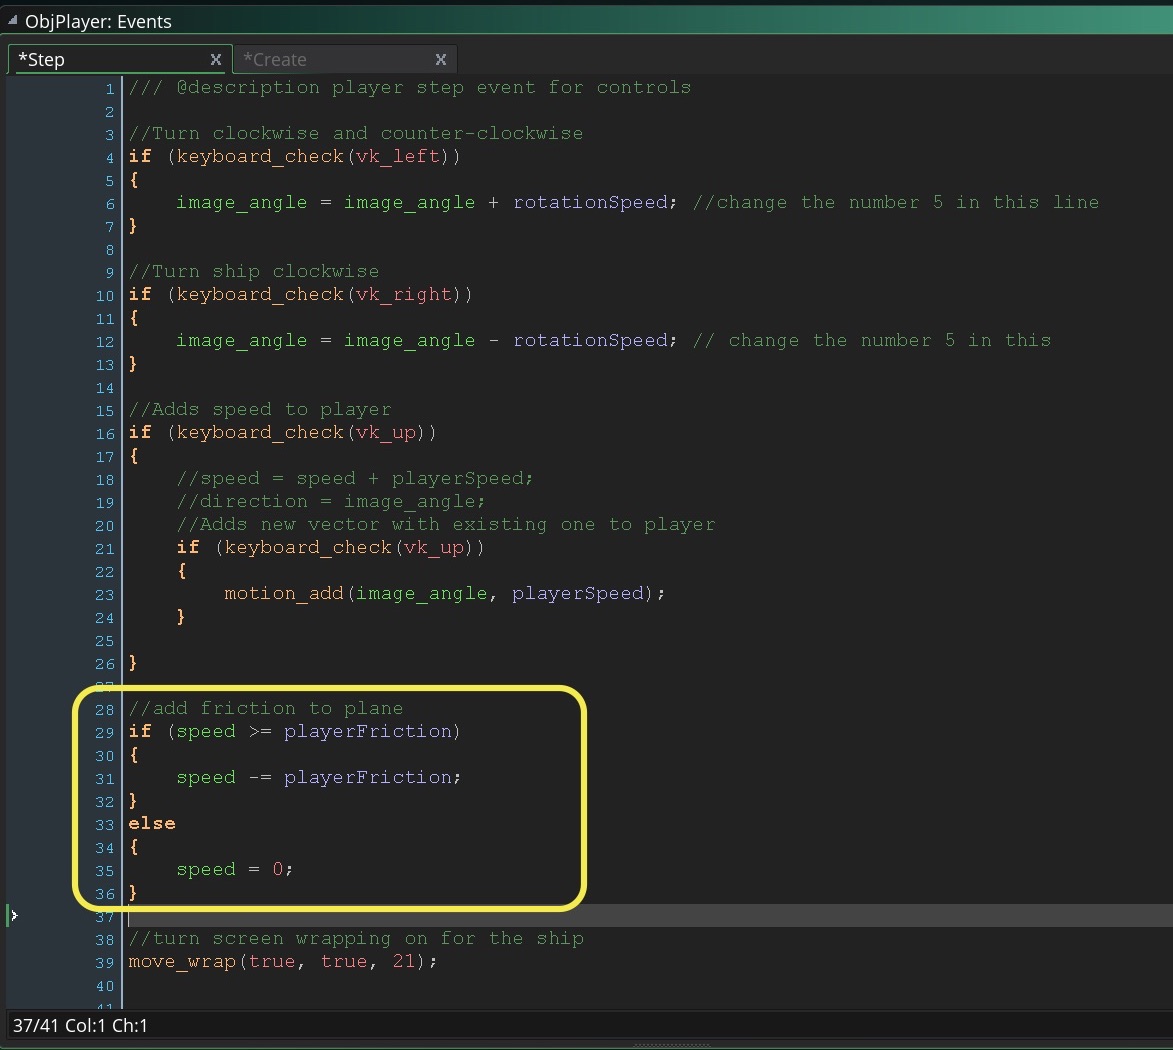 ObjPlayer: Events
*Step X *Create X
1 /// @description player step event for controls
2
3 //Turn clockwise and counter-clockwise
4 if (keyboard_check(vk_left))
5 {
6     image_angle = image_angle + rotationSpeed; //change the number 5 in this line
7 }
8
9 //Turn ship clockwise
10 if (keyboard_check(vk_right))
11 {
12     image_angle = image_angle - rotationSpeed; // change the number 5 in this
13 }
14
15 //Adds speed to player
16 if (keyboard_check(vk_up))
17 {
18     //speed = speed + playerSpeed;
19     //direction = image_angle;
20     //Adds new vector with existing one to player
21     if (keyboard_check(vk_up))
22     {
23         motion_add(image_angle, playerSpeed);
24     }
25
26 }
27
28 //add friction to plane
29 if (speed >= playerFriction)
30 {
31     speed -= playerFriction;
32 }
33 else
34 {
35     speed = 0;
36 }
37
38 //turn screen wrapping on for the ship
39 move_wrap(true, true, 21);
40
41
37/41 Col:1 Ch:1